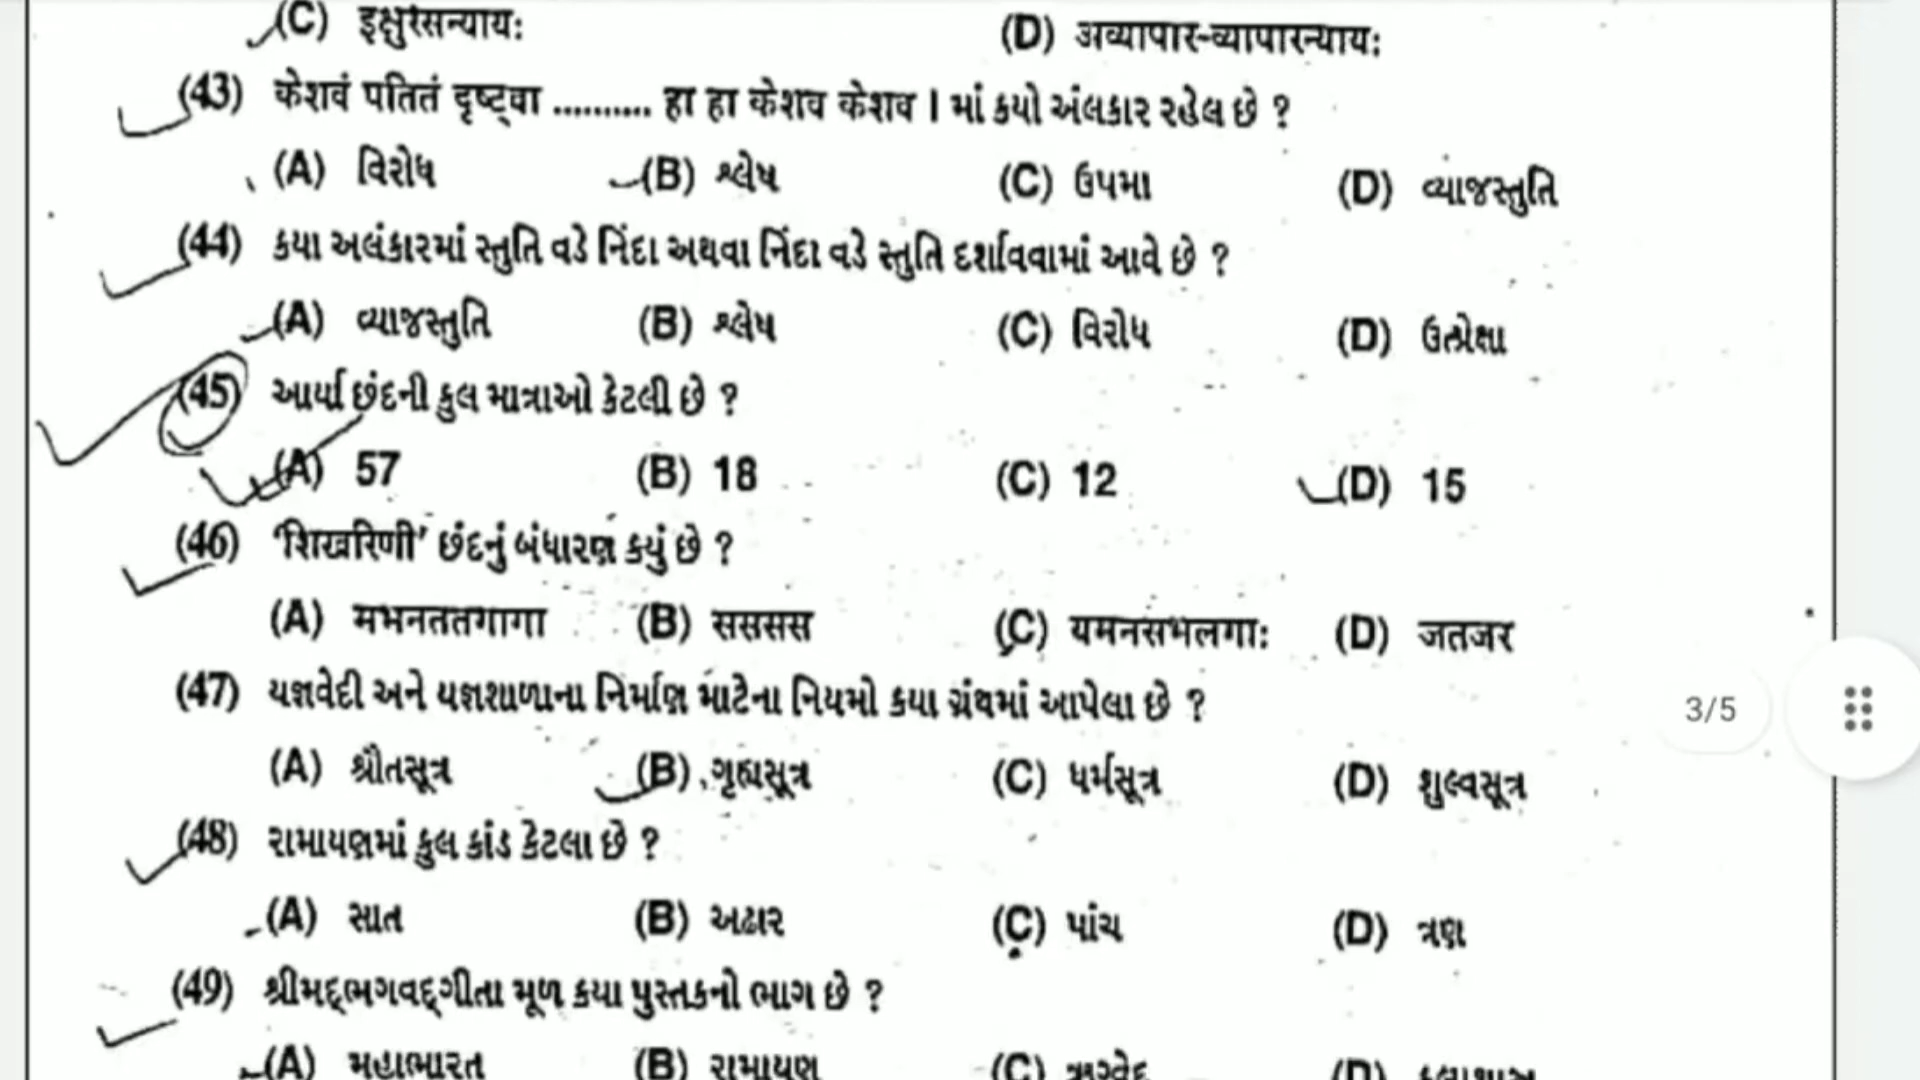 (C) इक्षुरसन्यायः (D) अव्यापार-व्यापारन्यायः
(43) केशवं पतितं दृष्ट्वा .......... हा हा केशव केशव । માં કયો અંલકાર રહેલ છે ?
(A) વિરોધ (B) શ્લેષ (C) ઉપમા (D) વ્યાજસ્તુતિ
(44) કયા અલંકારમાં સ્તુતિ વડે નિંદા અથવા નિંદા વડે સ્તુતિ દર્શાવવામાં આવે છે ?
(A) વ્યાજસ્તુતિ (B) શ્લેષ (C) વિરોધ (D) ઉત્પ્રેક્ષા
(45) આર્યા છંદની કુલ માત્રાઓ કેટલી છે ?
(A) 57 (B) 18 (C) 12 (D) 15
(46) ‘शिखरिणी’ છંદનું બંધારણ કયું છે ?
(A) मभनततगागा (B) सससस (C) यमनसभलगाः (D) जतजर
(47) યજ્ઞવેદી અને યજ્ઞશાળાના નિર્માણ માટેના નિયમો કયા ગ્રંથમાં આપેલા છે ?
(A) શ્રૌતસૂત્ર (B) ગૃહ્યસૂત્ર (C) ધર્મસૂત્ર (D) શુલ્વસૂત્ર
3/5
(48) રામાયણમાં કુલ કાંડ કેટલા છે ?
(A) સાત (B) અઢાર (C) પાંચ (D) ત્રણ
(49) શ્રીમદ્ભગવદ્ગીતા મૂળ કયા પુસ્તકનો ભાગ છે ?
(A) મહાભારત (B) રામાયણ (C) ઋગ્વેદ (D)